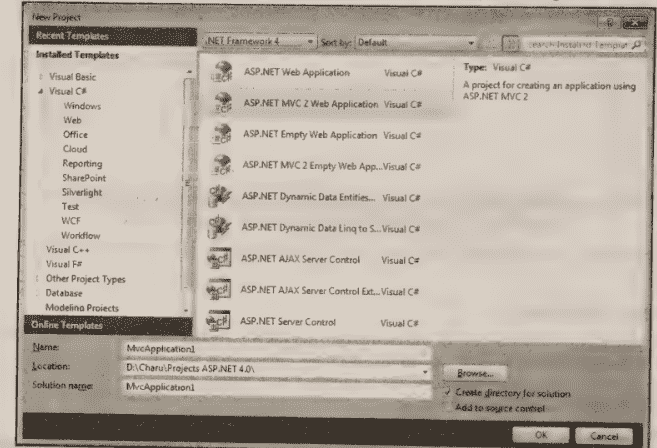 New Project
Recent Templates
.NET Framework 4
Sort by: Default
Search Installed Templat
Installed Templates
Visual Basic
Visual C#
Windows
Web
Office
Cloud
Reporting
SharePoint
Silverlight
Test
WCF
Workflow
Visual C++
Visual F#
Other Project Types
Database
Modeling Projects
Online Templates
ASP.NET Web Application Visual C#
ASP.NET MVC 2 Web Application Visual C#
ASP.NET Empty Web Application Visual C#
ASP.NET MVC 2 Empty Web App... Visual C#
ASP.NET Dynamic Data Entities... Visual C#
ASP.NET Dynamic Data Linq to S... Visual C#
ASP.NET AJAX Server Control Visual C#
ASP.NET AJAX Server Control Ext... Visual C#
ASP.NET Server Control Visual C#
Type: Visual C#
A project for creating an application using
ASP.NET MVC 2
Name: MvcApplication1
Location: D:\Charu\Projects ASP.NET 4.0\
Browse...
Solution name: MvcApplication1
Create directory for solution
Add to source control
OK
Cancel